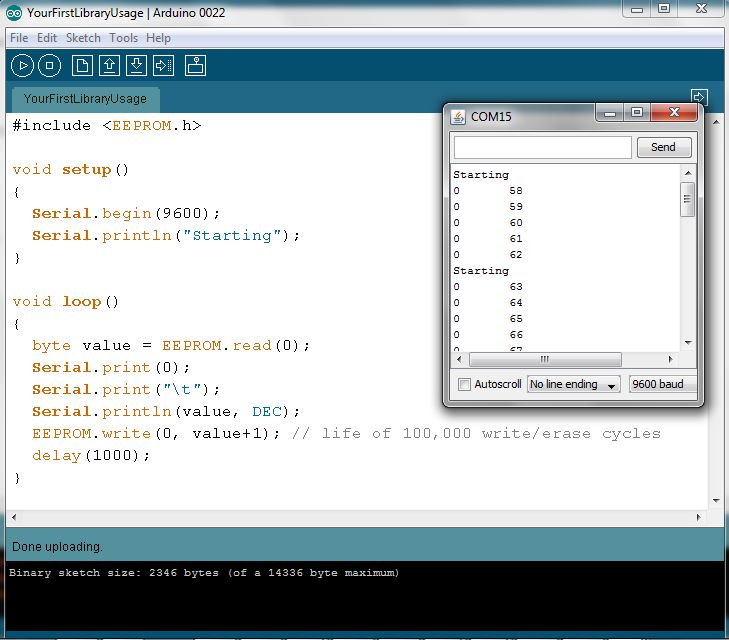 YourFirstLibraryUsage | Arduino 0022
File Edit Sketch Tools Help
YourFirstLibraryUsage
#include <EEPROM.h>
void setup()
{
Serial.begin(9600);
Serial.println("Starting");
}
void loop()
{
byte value = EEPROM.read(0);
Serial.print(0);
Serial.print("\t");
Serial.println(value, DEC);
EEPROM.write(0, value+1); // life of 100,000 write/erase cycles
delay(1000);
}
COM15
Send
Starting
0 58
0 59
0 60
0 61
0 62
Starting
0 63
0 64
0 65
0 66
0 67
Autoscroll No line ending 9600 baud
Done uploading.
Binary sketch size: 2346 bytes (of a 14336 byte maximum)